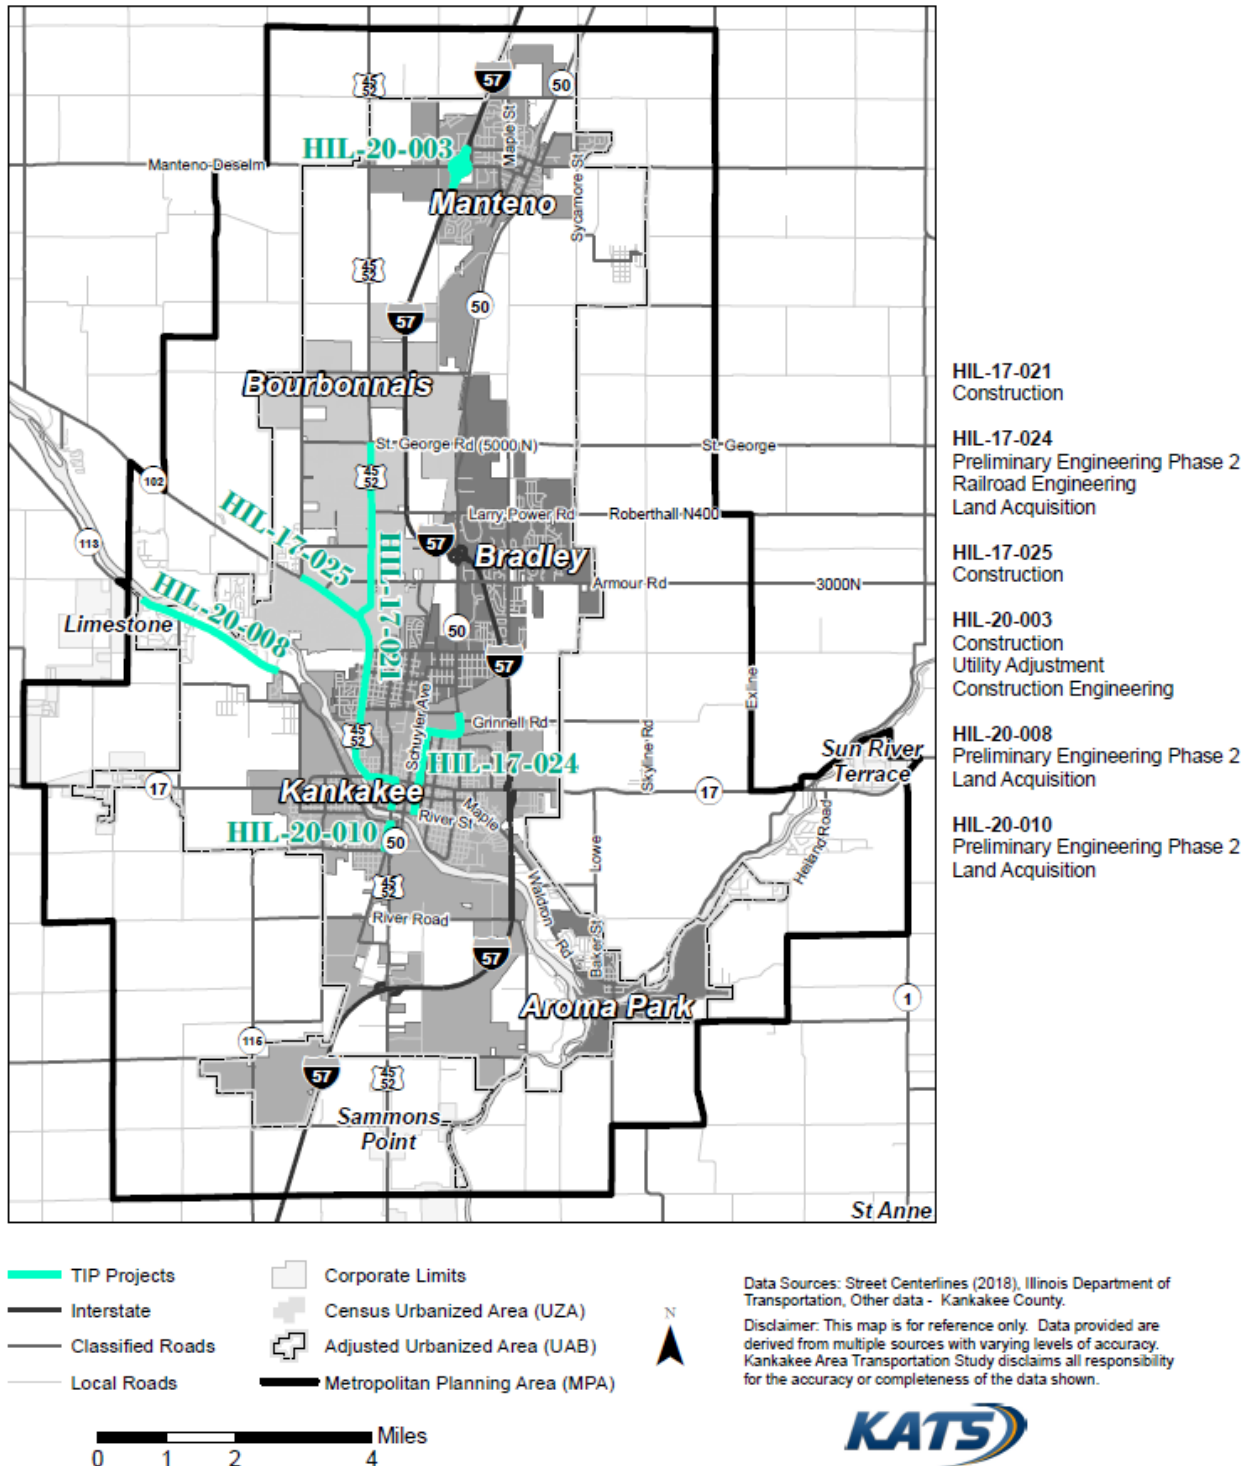 57
50
45
52
HIL-20-003
Maple St
Manteno-Deselm
Manteno
Sycamore St
45
52
50
57
Bourbonnais
St. George Rd (5000 N)
St. George
45
52
102
HIL-17-025
Larry Power Rd
Roberthall N400
113
57
Bradley
HIL-17-021
Armour Rd
3000N
HIL-20-008
Limestone
50
57
Exline
Schuyler Ave
Grinnell Rd
45
52
Skyline Rd
Sun River
Terrace
HIL-17-024
17
Kankakee
17
Maple
River St
HIL-20-010
50
Lowe
Heiland Road
45
52
Waldron Rd
River Road
Baker St
57
Aroma Park
1
115
57
45
52
Sammons
Point
St Anne
HIL-17-021
Construction
HIL-17-024
Preliminary Engineering Phase 2
Railroad Engineering
Land Acquisition
HIL-17-025
Construction
HIL-20-003
Construction
Utility Adjustment
Construction Engineering
HIL-20-008
Preliminary Engineering Phase 2
Land Acquisition
HIL-20-010
Preliminary Engineering Phase 2
Land Acquisition
TIP Projects
Interstate
Classified Roads
Local Roads
Corporate Limits
Census Urbanized Area (UZA)
Adjusted Urbanized Area (UAB)
Metropolitan Planning Area (MPA)
N
Miles
0 1 2 4
Data Sources: Street Centerlines (2018), Illinois Department of
Transportation, Other data - Kankakee County.
Disclaimer: This map is for reference only. Data provided are
derived from multiple sources with varying levels of accuracy.
Kankakee Area Transportation Study disclaims all responsibility
for the accuracy or completeness of the data shown.
KATS